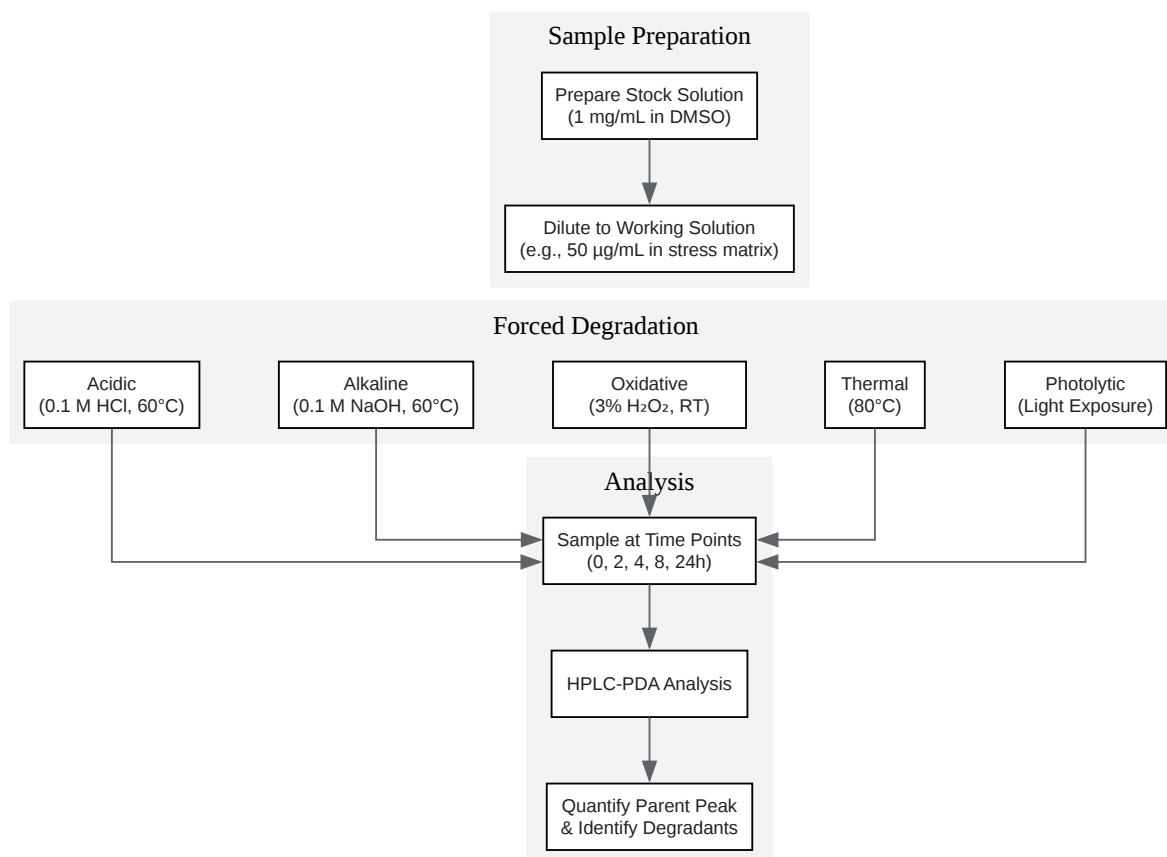 Sample Preparation
Prepare Stock Solution
(1 mg/mL in DMSO)
Dilute to Working Solution
(e.g., 50 µg/mL in stress matrix)
Forced Degradation
Acidic
(0.1 M HCl, 60°C)
Alkaline
(0.1 M NaOH, 60°C)
Oxidative
(3% H₂O₂, RT)
Thermal
(80°C)
Photolytic
(Light Exposure)
Analysis
Sample at Time Points
(0, 2, 4, 8, 24h)
HPLC-PDA Analysis
Quantify Parent Peak
& Identify Degradants